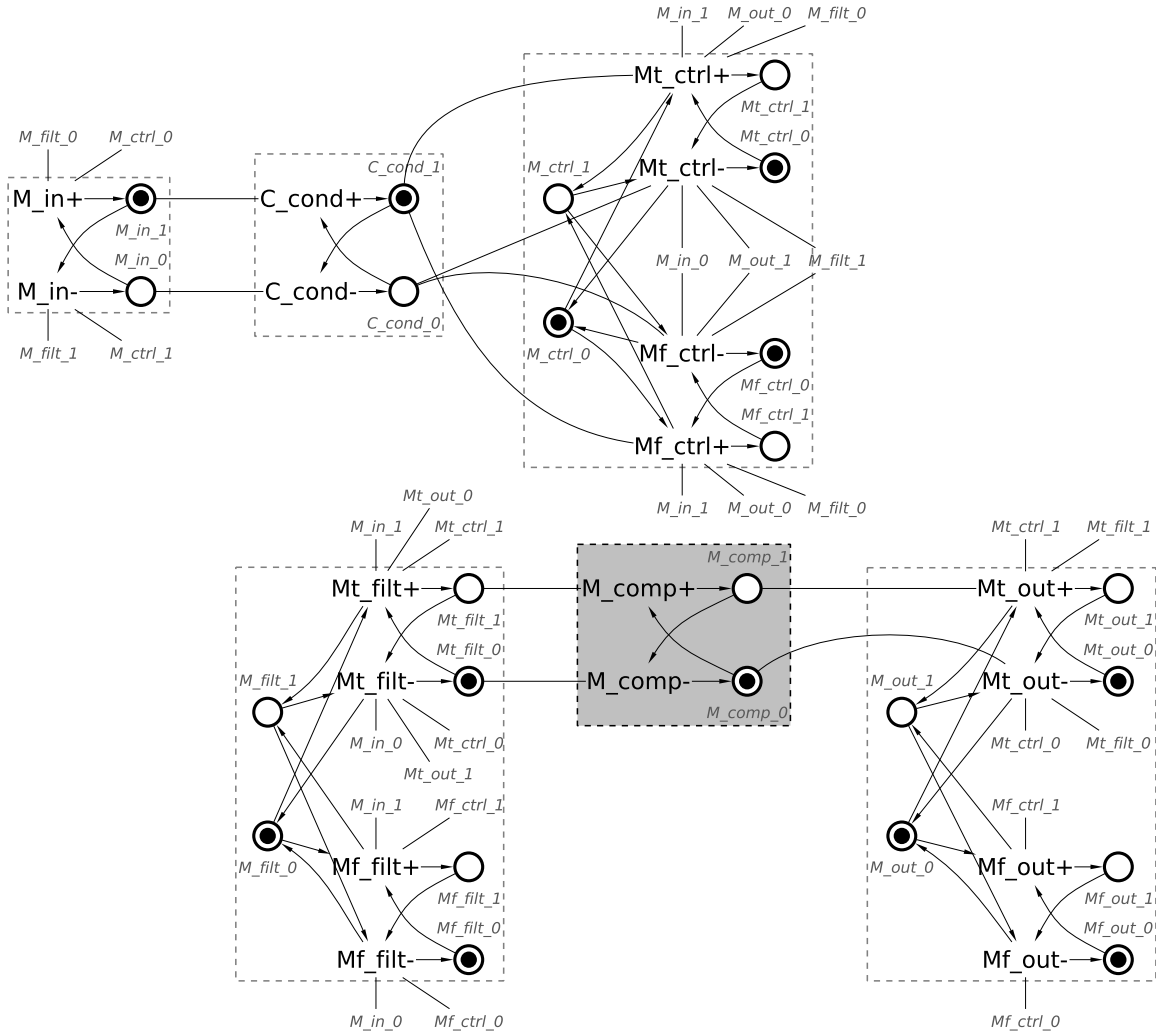 M_in_1 M_out_0 M_filt_0
Mt_ctrl+
Mt_ctrl_1
Mt_ctrl_0
M_ctrl_1 Mt_ctrl-
M_in_0 M_out_1 M_filt_1
M_ctrl_0 Mf_ctrl-
Mf_ctrl_0
Mf_ctrl_1
Mf_ctrl+
M_in_1 M_out_0 M_filt_0
M_filt_0 M_ctrl_0
M_in+
M_in_1
M_in_0
M_in-
M_filt_1 M_ctrl_1
C_cond_1
C_cond+
C_cond-
C_cond_0
Mt_out_0
M_in_1 Mt_ctrl_1
Mt_filt+
Mt_filt_1
Mt_filt_0
M_filt_1 Mt_filt-
M_in_0 Mt_ctrl_0
Mt_out_1
M_in_1 Mf_ctrl_1
M_filt_0 Mf_filt+
Mf_filt_1
Mf_filt_0
Mf_filt-
M_in_0 Mf_ctrl_0
M_comp_1
M_comp+
M_comp-
M_comp_0
Mt_ctrl_1 Mt_filt_1
Mt_out+
Mt_out_1
Mt_out_0
M_out_1 Mt_out-
Mt_ctrl_0 Mt_filt_0
Mf_ctrl_1
M_out_0 Mf_out+
Mf_out_1
Mf_out_0
Mf_out-
Mf_ctrl_0